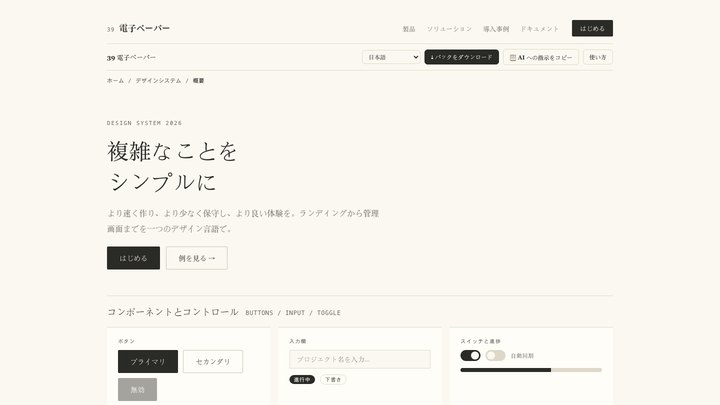 39 電子ペーパー
製品 ソリューション 導入事例 ドキュメント はじめる
39 電子ペーパー
日本語 ↓パックをダウンロード AI への指示をコピー 使い方
ホーム / デザインシステム / 概要
DESIGN SYSTEM 2026
複雑なことを
シンプルに
より速く作り、より少なく保守し、より良い体験を。ランディングから管理
画面までを一つのデザイン言語で。
はじめる 例を見る →
コンポーネントとコントロール BUTTONS / INPUT / TOGGLE
ボタン
プライマリ セカンダリ
無効
入力欄
プロジェクト名を入力…
進行中 下書き
スイッチと進捗
自動同期